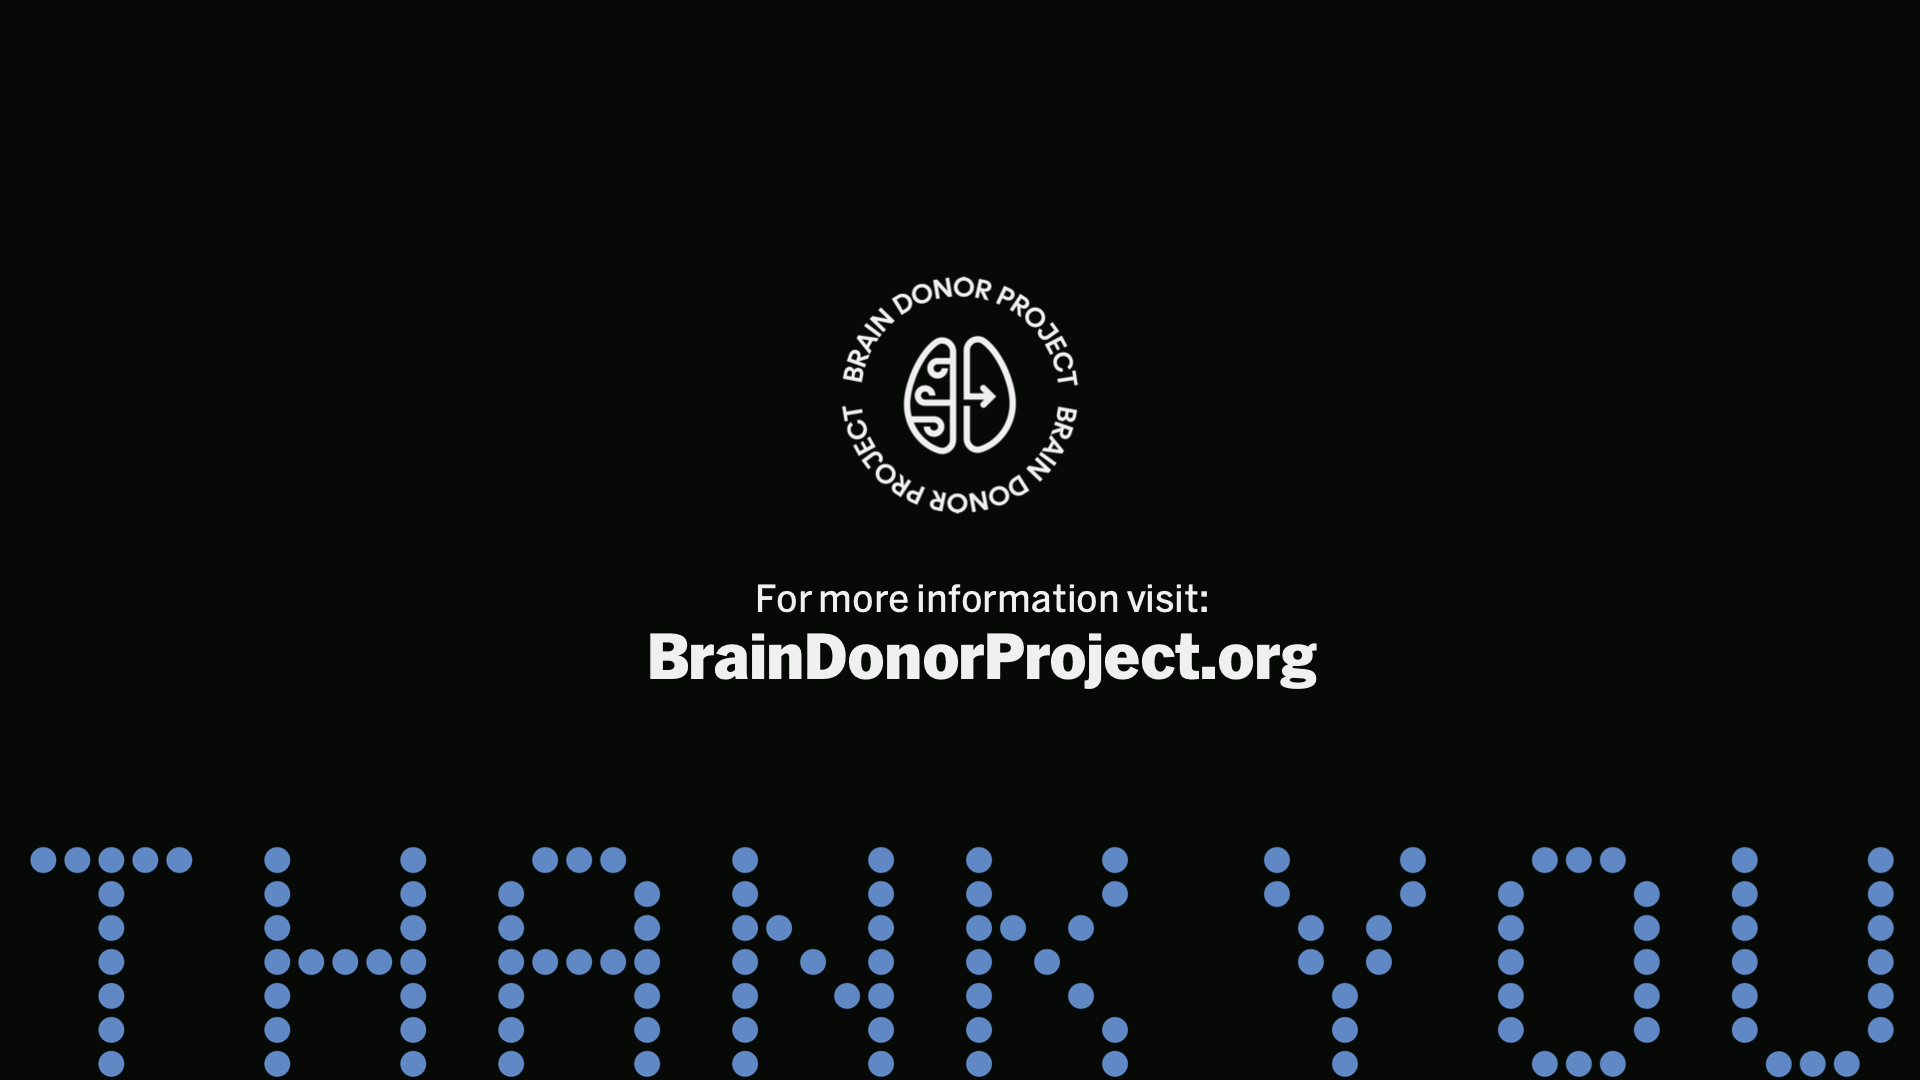 BRAIN DONOR PROJECT BRAIN DONOR PROJECT
For more information visit:
BrainDonorProject.org
THANK YOU